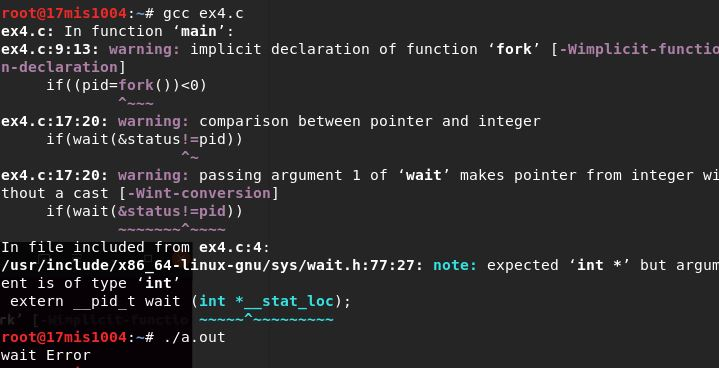 root@17mis1004:~# gcc ex4.c
ex4.c: In function ‘main’:
ex4.c:9:13: warning: implicit declaration of function ‘fork’ [-Wimplicit-functio
n-declaration]
if((pid=fork())<0)
^~~~
ex4.c:17:20: warning: comparison between pointer and integer
if(wait(&status!=pid))
^~
ex4.c:17:20: warning: passing argument 1 of ‘wait’ makes pointer from integer wi
thout a cast [-Wint-conversion]
if(wait(&status!=pid))
~~~~~~~^~~~~
In file included from ex4.c:4:
/usr/include/x86_64-linux-gnu/sys/wait.h:77:27: note: expected ‘int *’ but argum
ent is of type ‘int’
extern __pid_t wait (int *__stat_loc);
~~~~~^~~~~~~~~~
root@17mis1004:~# ./a.out
wait Error